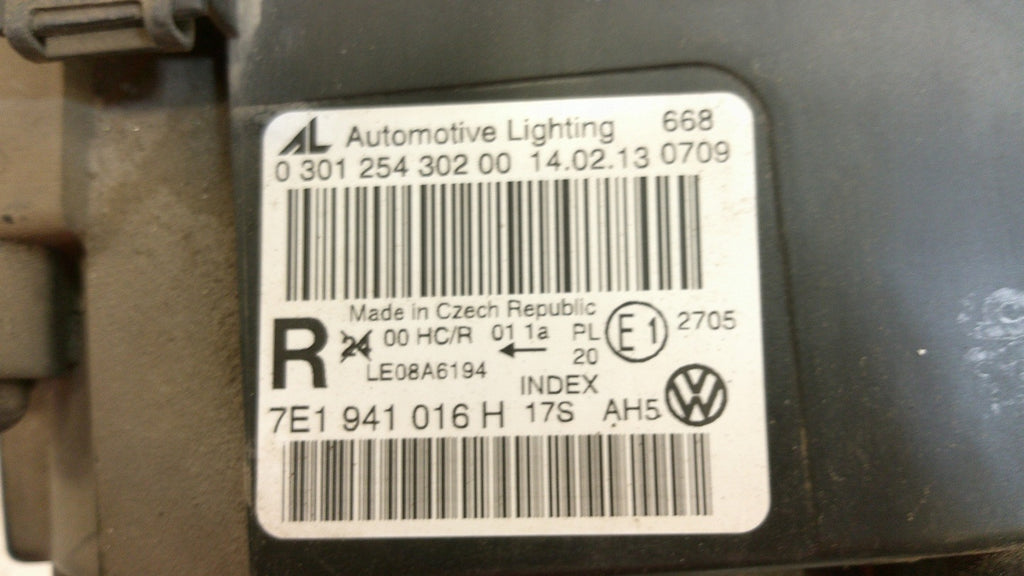 AL Automotive Lighting 668
0 301 254 302 00 14.02.13 0709
Made in Czech Republic
R 24 00 HC/R 01 1a PL E1 2705
← 20
LE08A6194
INDEX
7E1 941 016 H 17S AH5 VW